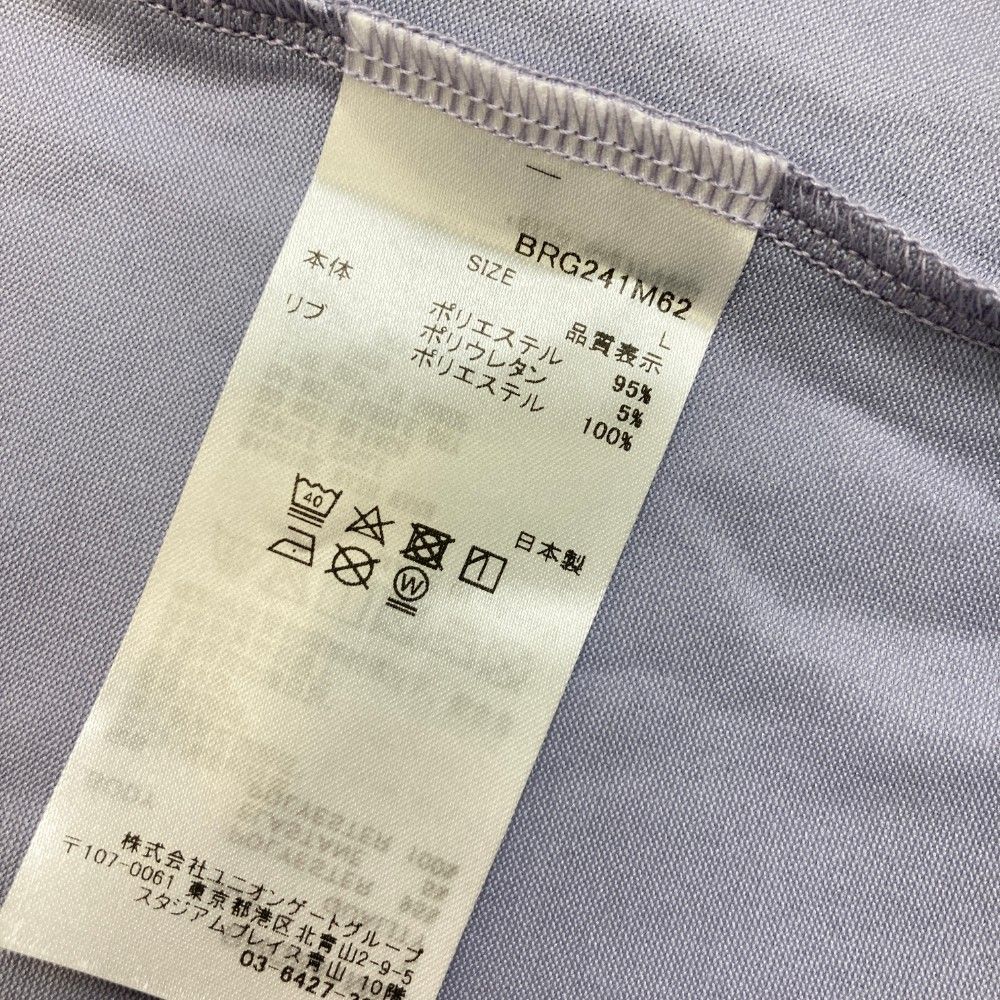 BRG241M62
SIZE L
品質表示
本体 ポリエステル 95%
ポリウレタン 5%
リブ ポリエステル 100%
40
W
日本製
株式会社ユニオンゲートグループ
〒107-0061 東京都港区北青山2-9-5
スタジアムプレイス青山 10階
03-6427-